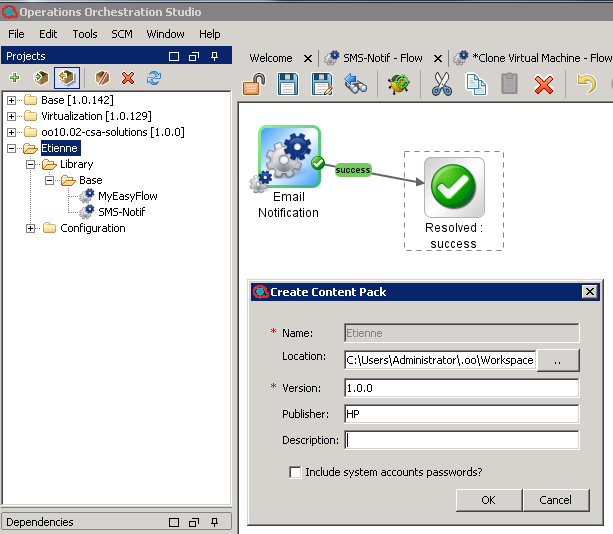 Operations Orchestration Studio
File Edit Tools SCM Window Help
Projects
Welcome SMS-Notif - Flow *Clone Virtual Machine - Flow
Base [1.0.142]
Virtualization [1.0.129]
oo10.02-csa-solutions [1.0.0]
Etienne
Library
Base
MyEasyFlow
SMS-Notif
Configuration
Dependencies
success
Email
Notification
Resolved :
success
Create Content Pack
* Name: Etienne
Location: C:\Users\Administrator\.oo\Workspace ..
* Version: 1.0.0
Publisher: HP
Description:
Include system accounts passwords?
OK Cancel